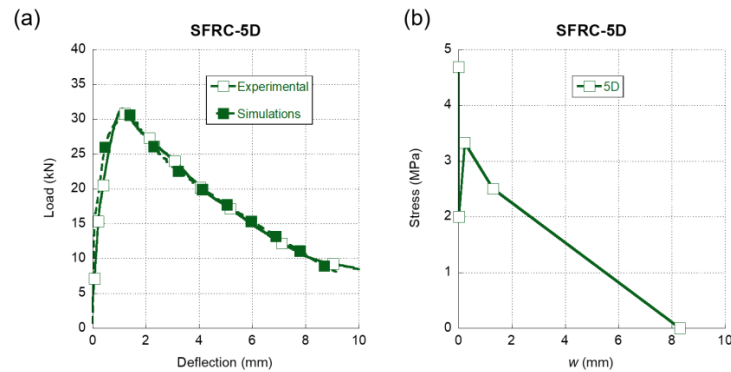 (a)
SFRC-5D
Load (kN)
40
35
30
25
20
15
10
5
0
Experimental
Simulations
0 2 4 6 8 10
Deflection (mm)
(b)
SFRC-5D
Stress (MPa)
5
4
3
2
1
0
5D
0 2 4 6 8 10
w (mm)